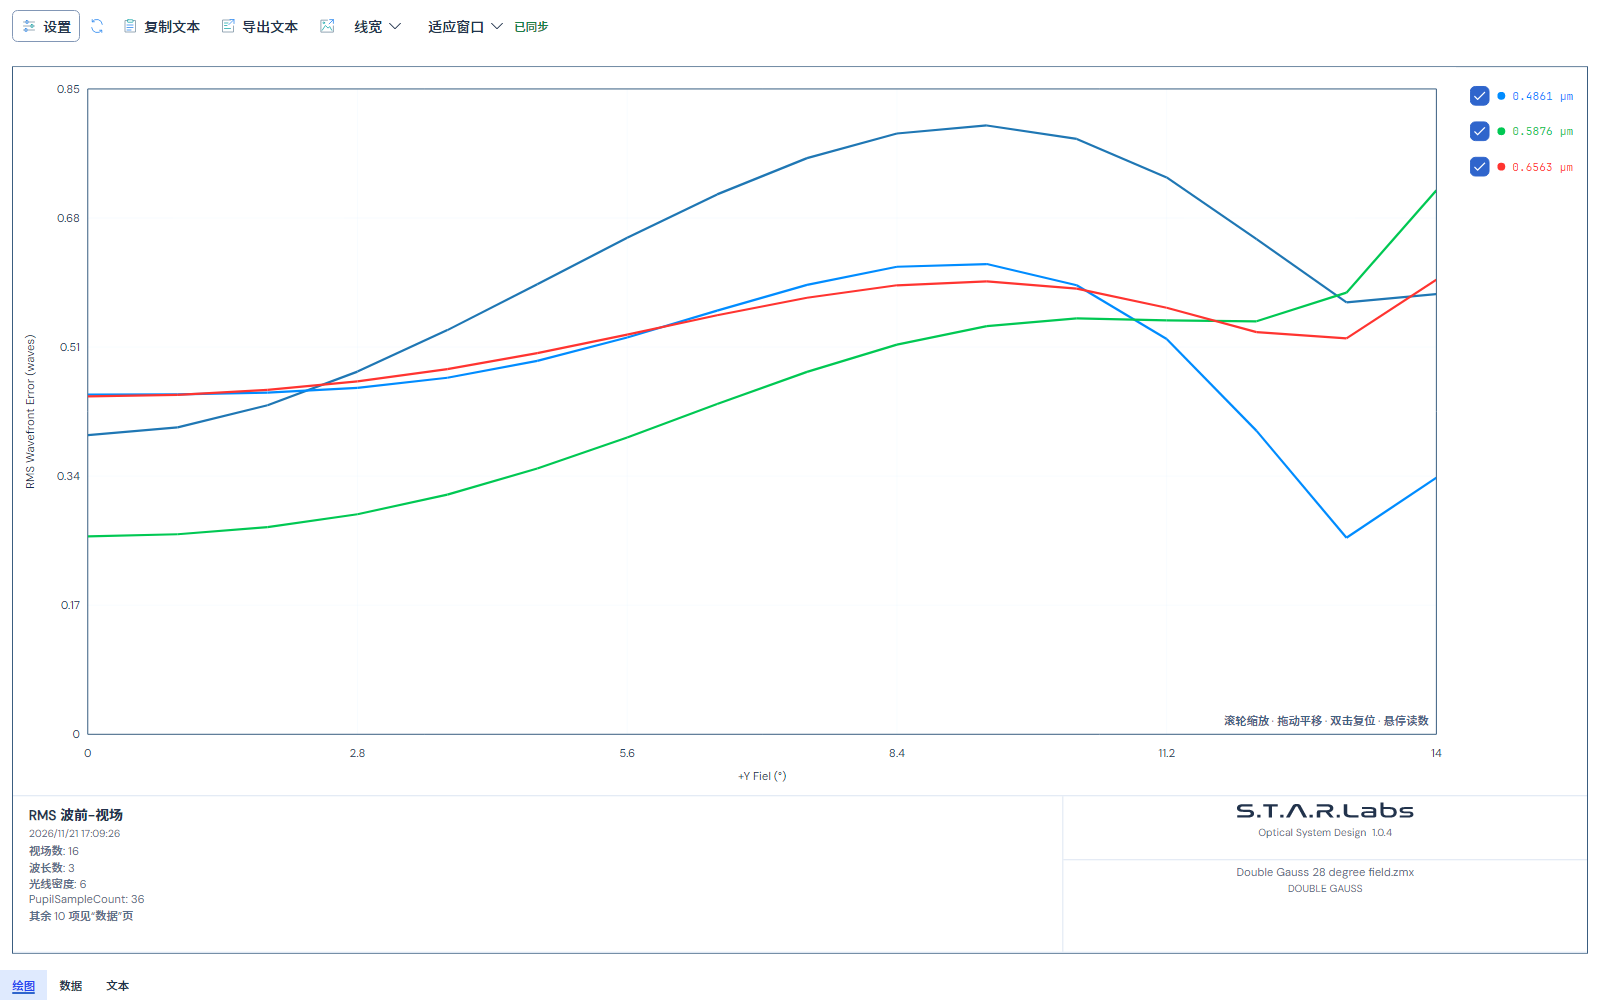 设置 复制文本 导出文本 线宽 适应窗口 已同步
0.85
0.68
0.51
0.34
0.17
0
RMS Wavefront Error (waves)
0 2.8 5.6 8.4 11.2 14
+Y Fiel (°)
滚轮缩放 · 拖动平移 · 双击复位 · 悬停读数
0.4861 μm
0.5876 μm
0.6563 μm
RMS 波前-视场
2026/11/21 17:09:26
视场数: 16
波长数: 3
光线密度: 6
PupilSampleCount: 36
其余 10 项见“数据”页
S.T.A.R.Labs
Optical System Design 1.0.4
Double Gauss 28 degree field.zmx
DOUBLE GAUSS
绘图 数据 文本